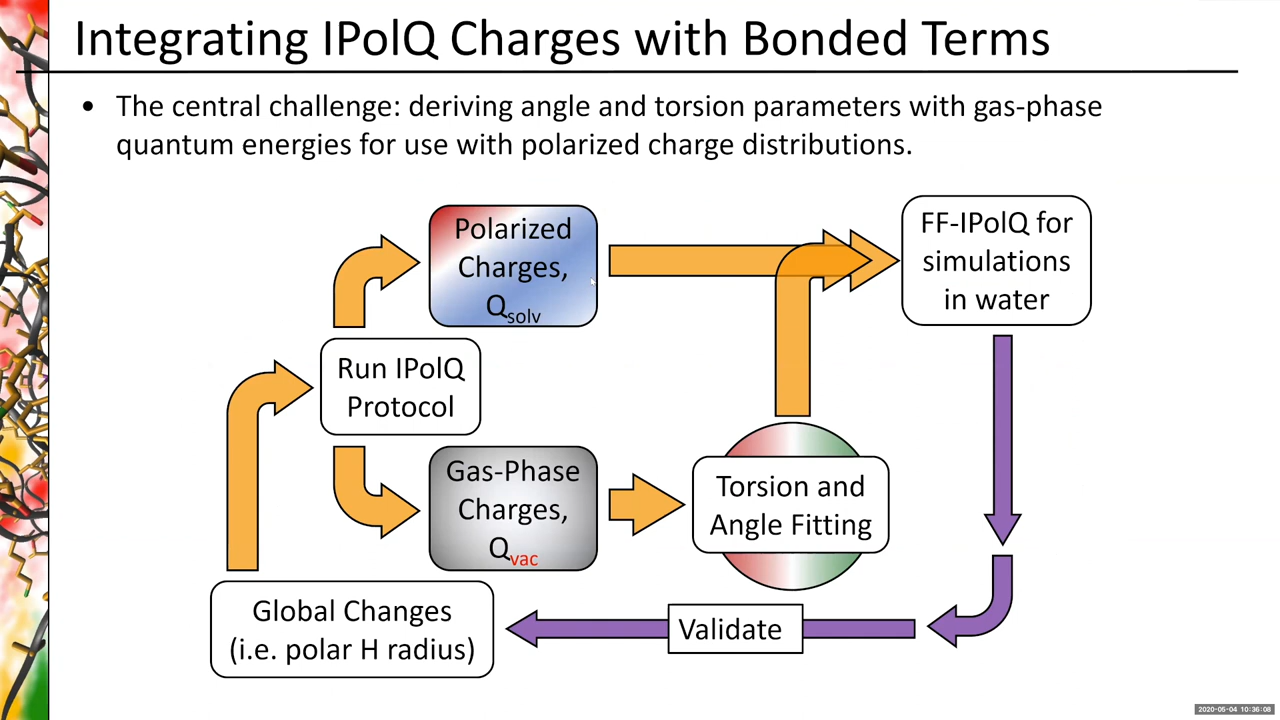 Integrating IPolQ Charges with Bonded Terms
• The central challenge: deriving angle and torsion parameters with gas-phase
quantum energies for use with polarized charge distributions.
Polarized
Charges,
Qsolv
FF-IPolQ for
simulations
in water
Run IPolQ
Protocol
Gas-Phase
Charges,
Qvac
Torsion and
Angle Fitting
Global Changes
(i.e. polar H radius)
Validate
2020-05-04 10:36:08